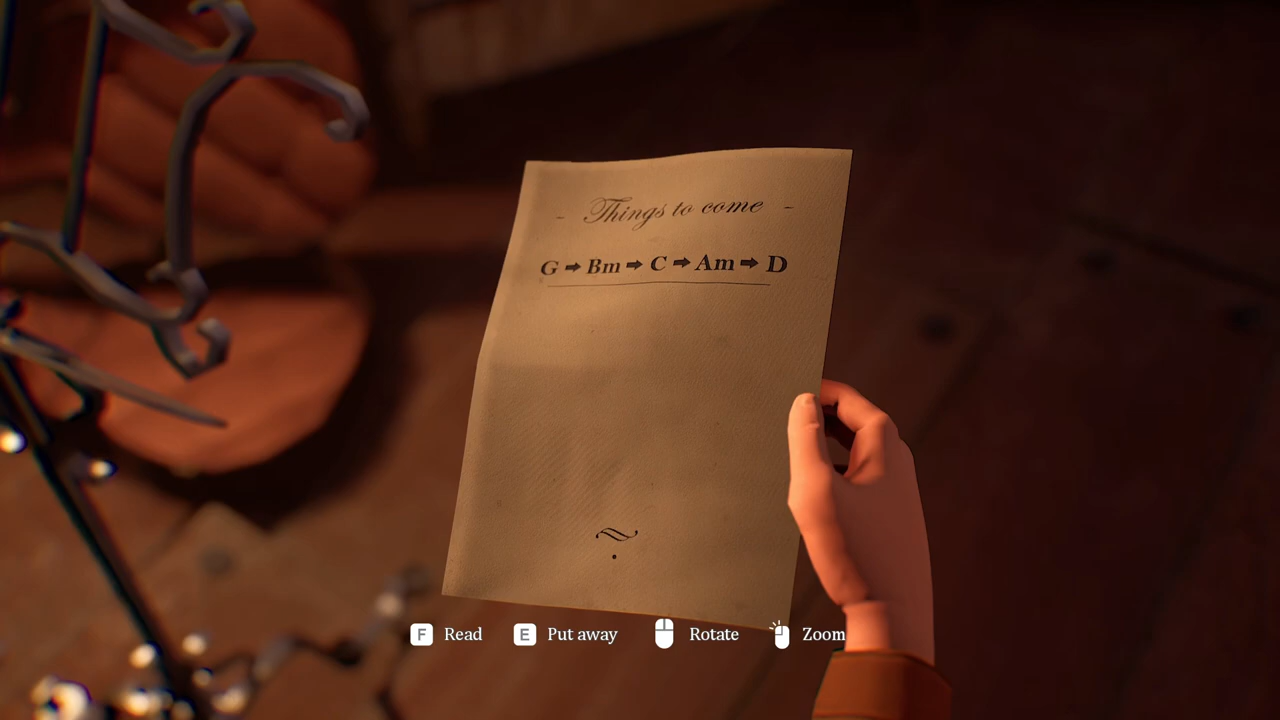 - Things to come -
G ➡ Bm ➡ C ➡ Am ➡ D
F Read E Put away Rotate Zoom